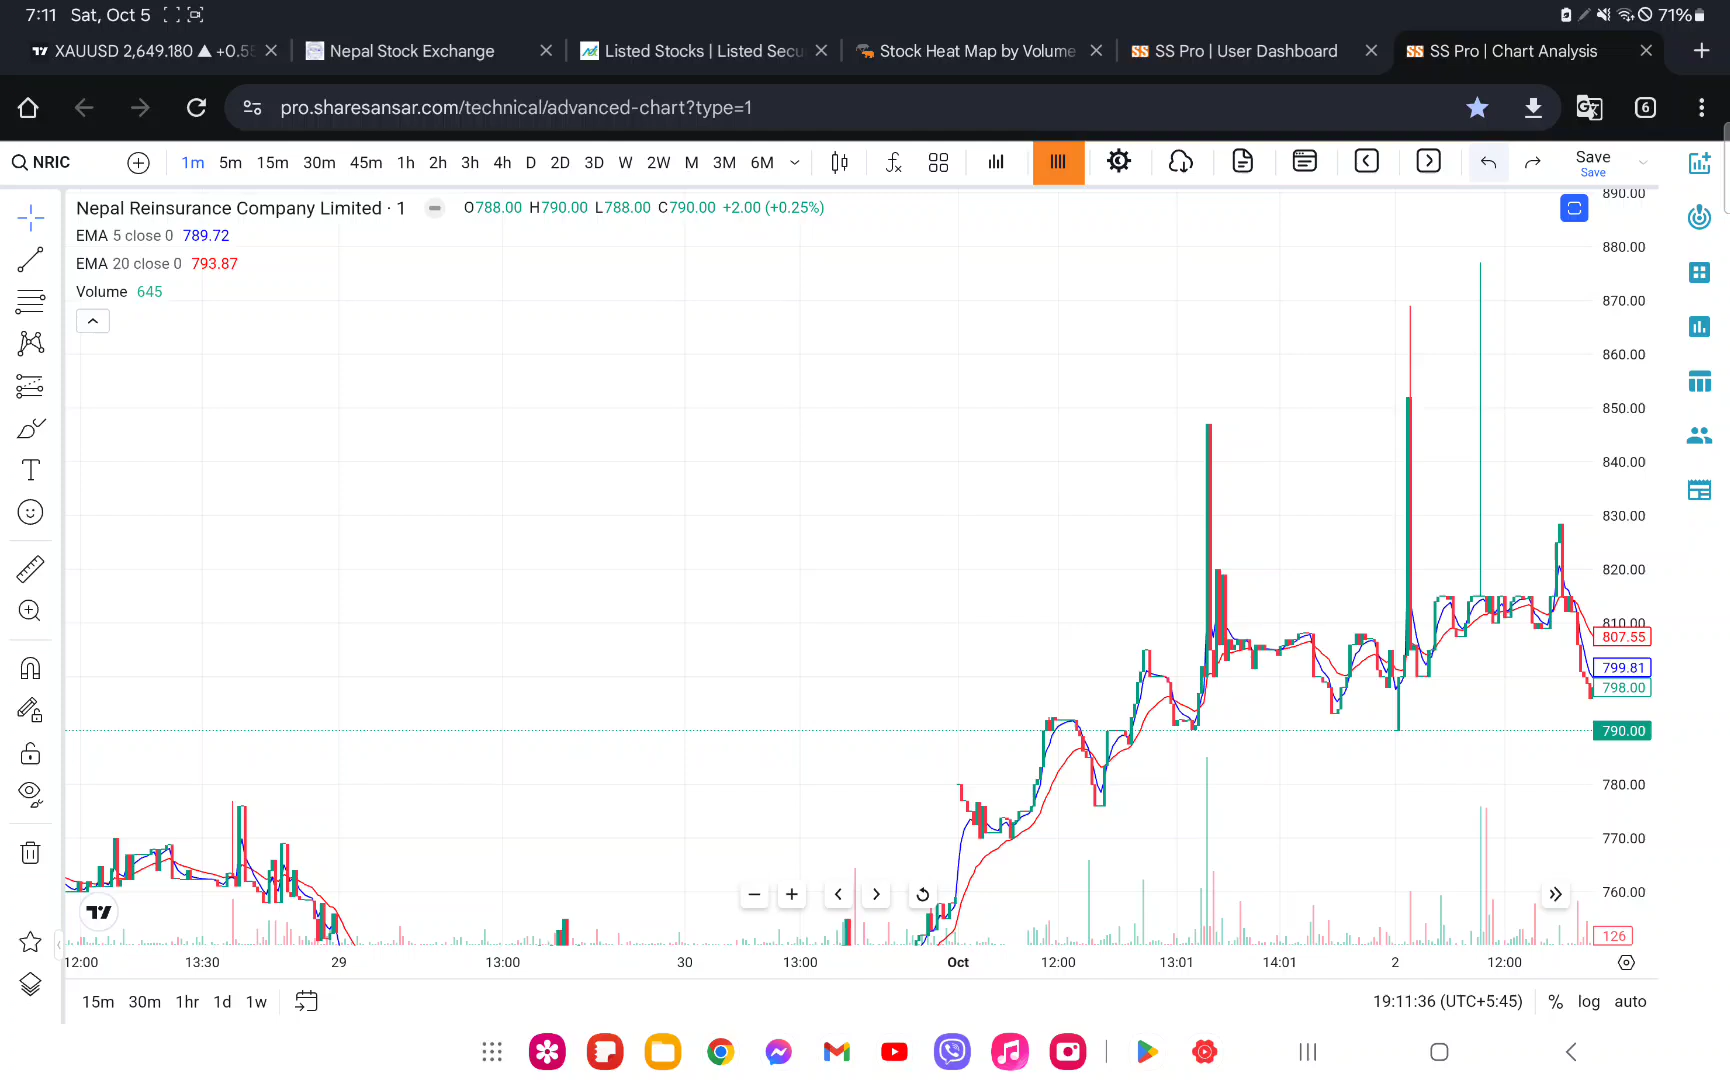 7:11 Sat, Oct 5 71%
XAUUSD 2,649.180 ▲ +0.55
Nepal Stock Exchange
Listed Stocks | Listed Secu
Stock Heat Map by Volume
SS SS Pro | User Dashboard
SS SS Pro | Chart Analysis
pro.sharesansar.com/technical/advanced-chart?type=1
6
NRIC 1m 5m 15m 30m 45m 1h 2h 3h 4h D 2D 3D W 2W M 3M 6M Save
Save
Nepal Reinsurance Company Limited · 1 O788.00 H790.00 L788.00 C790.00 +2.00 (+0.25%)
EMA 5 close 0 789.72
EMA 20 close 0 793.87
Volume 645
890.00
880.00
870.00
860.00
850.00
840.00
830.00
820.00
810.00
807.55
799.81
798.00
790.00
780.00
770.00
760.00
126
12:00 13:30 29 13:00 30 13:00 Oct 12:00 13:01 14:01 2 12:00
15m 30m 1hr 1d 1w 19:11:36 (UTC+5:45) % log auto